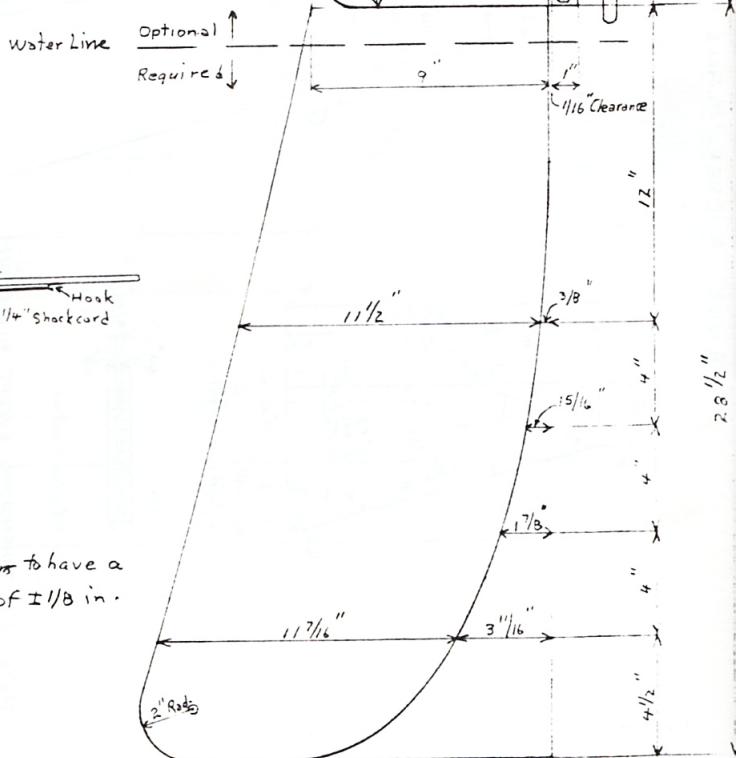 Optional
Water Line
Required
9"
1"
1/16" Clearance
12"
Hook
1/4" Shockcord
11 1/2"
3/8"
4"
28 1/2"
15/16"
4"
1 7/8"
to have a
of ± 1/8 in.
4"
11 7/16"
3 11/16"
2" Rad
4 1/2"